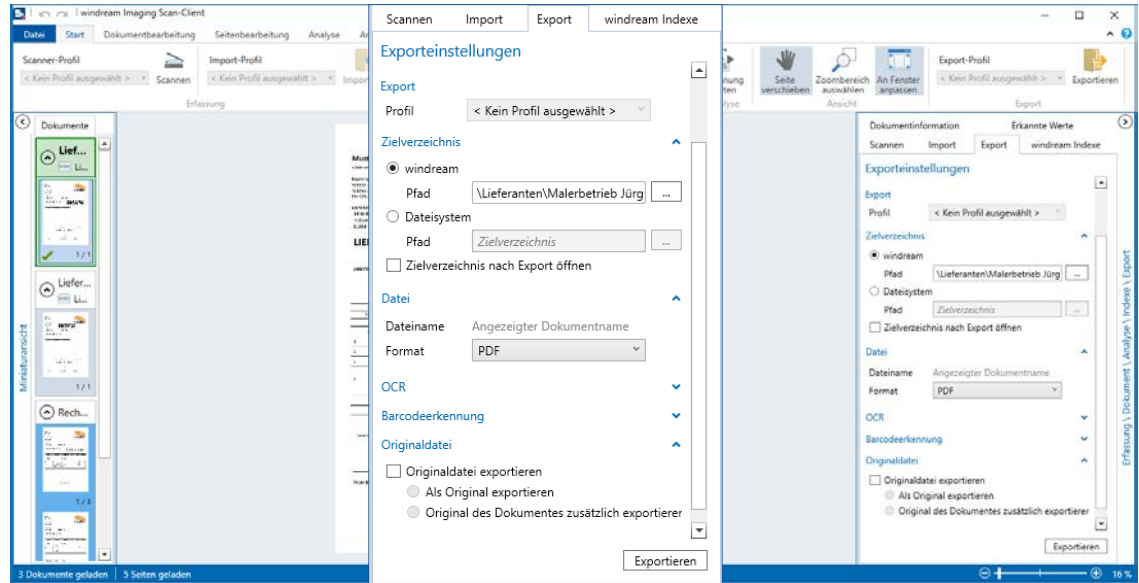 windream Imaging Scan-Client
Datei Start Dokumentbearbeitung Seitenbearbeitung Analyse
Scanner-Profil
< Kein Profil ausgewählt >
Scannen
Import-Profil
< Kein Profil ausgewählt >
Erfassung
Seite verschieben
Zoombereich auswählen
An Fenster anpassen
Ansicht
Export-Profil
< Kein Profil ausgewählt >
Exportieren
Export
Dokumente
Lief...
Li...
1/1
Liefer...
Li...
1/1
Rech...
1/3
Miniaturansicht
Scannen Import Export windream Indexe
Exporteinstellungen
Export
Profil < Kein Profil ausgewählt >
Zielverzeichnis
windream
Pfad \Lieferanten\Malerbetrieb Jürg ...
Dateisystem
Pfad Zielverzeichnis ...
Zielverzeichnis nach Export öffnen
Datei
Dateiname Angezeigter Dokumentname
Format PDF
OCR
Barcodeerkennung
Originaldatei
Originaldatei exportieren
Als Original exportieren
Original des Dokumentes zusätzlich exportierer
Exportieren
Dokumentinformation Erkannte Werte
Scannen Import Export windream Indexe
Exporteinstellungen
Export
Profil < Kein Profil ausgewählt >
Zielverzeichnis
windream
Pfad \Lieferanten\Malerbetrieb Jürg ...
Dateisystem
Pfad Zielverzeichnis ...
Zielverzeichnis nach Export öffnen
Datei
Dateiname Angezeigter Dokumentname
Format PDF
OCR
Barcodeerkennung
Originaldatei
Originaldatei exportieren
Als Original exportieren
Original des Dokumentes zusätzlich exportierer
Exportieren
Erfassung \ Dokument \ Analyse \ Indexe \ Export
3 Dokumente geladen 5 Seiten geladen
16 %